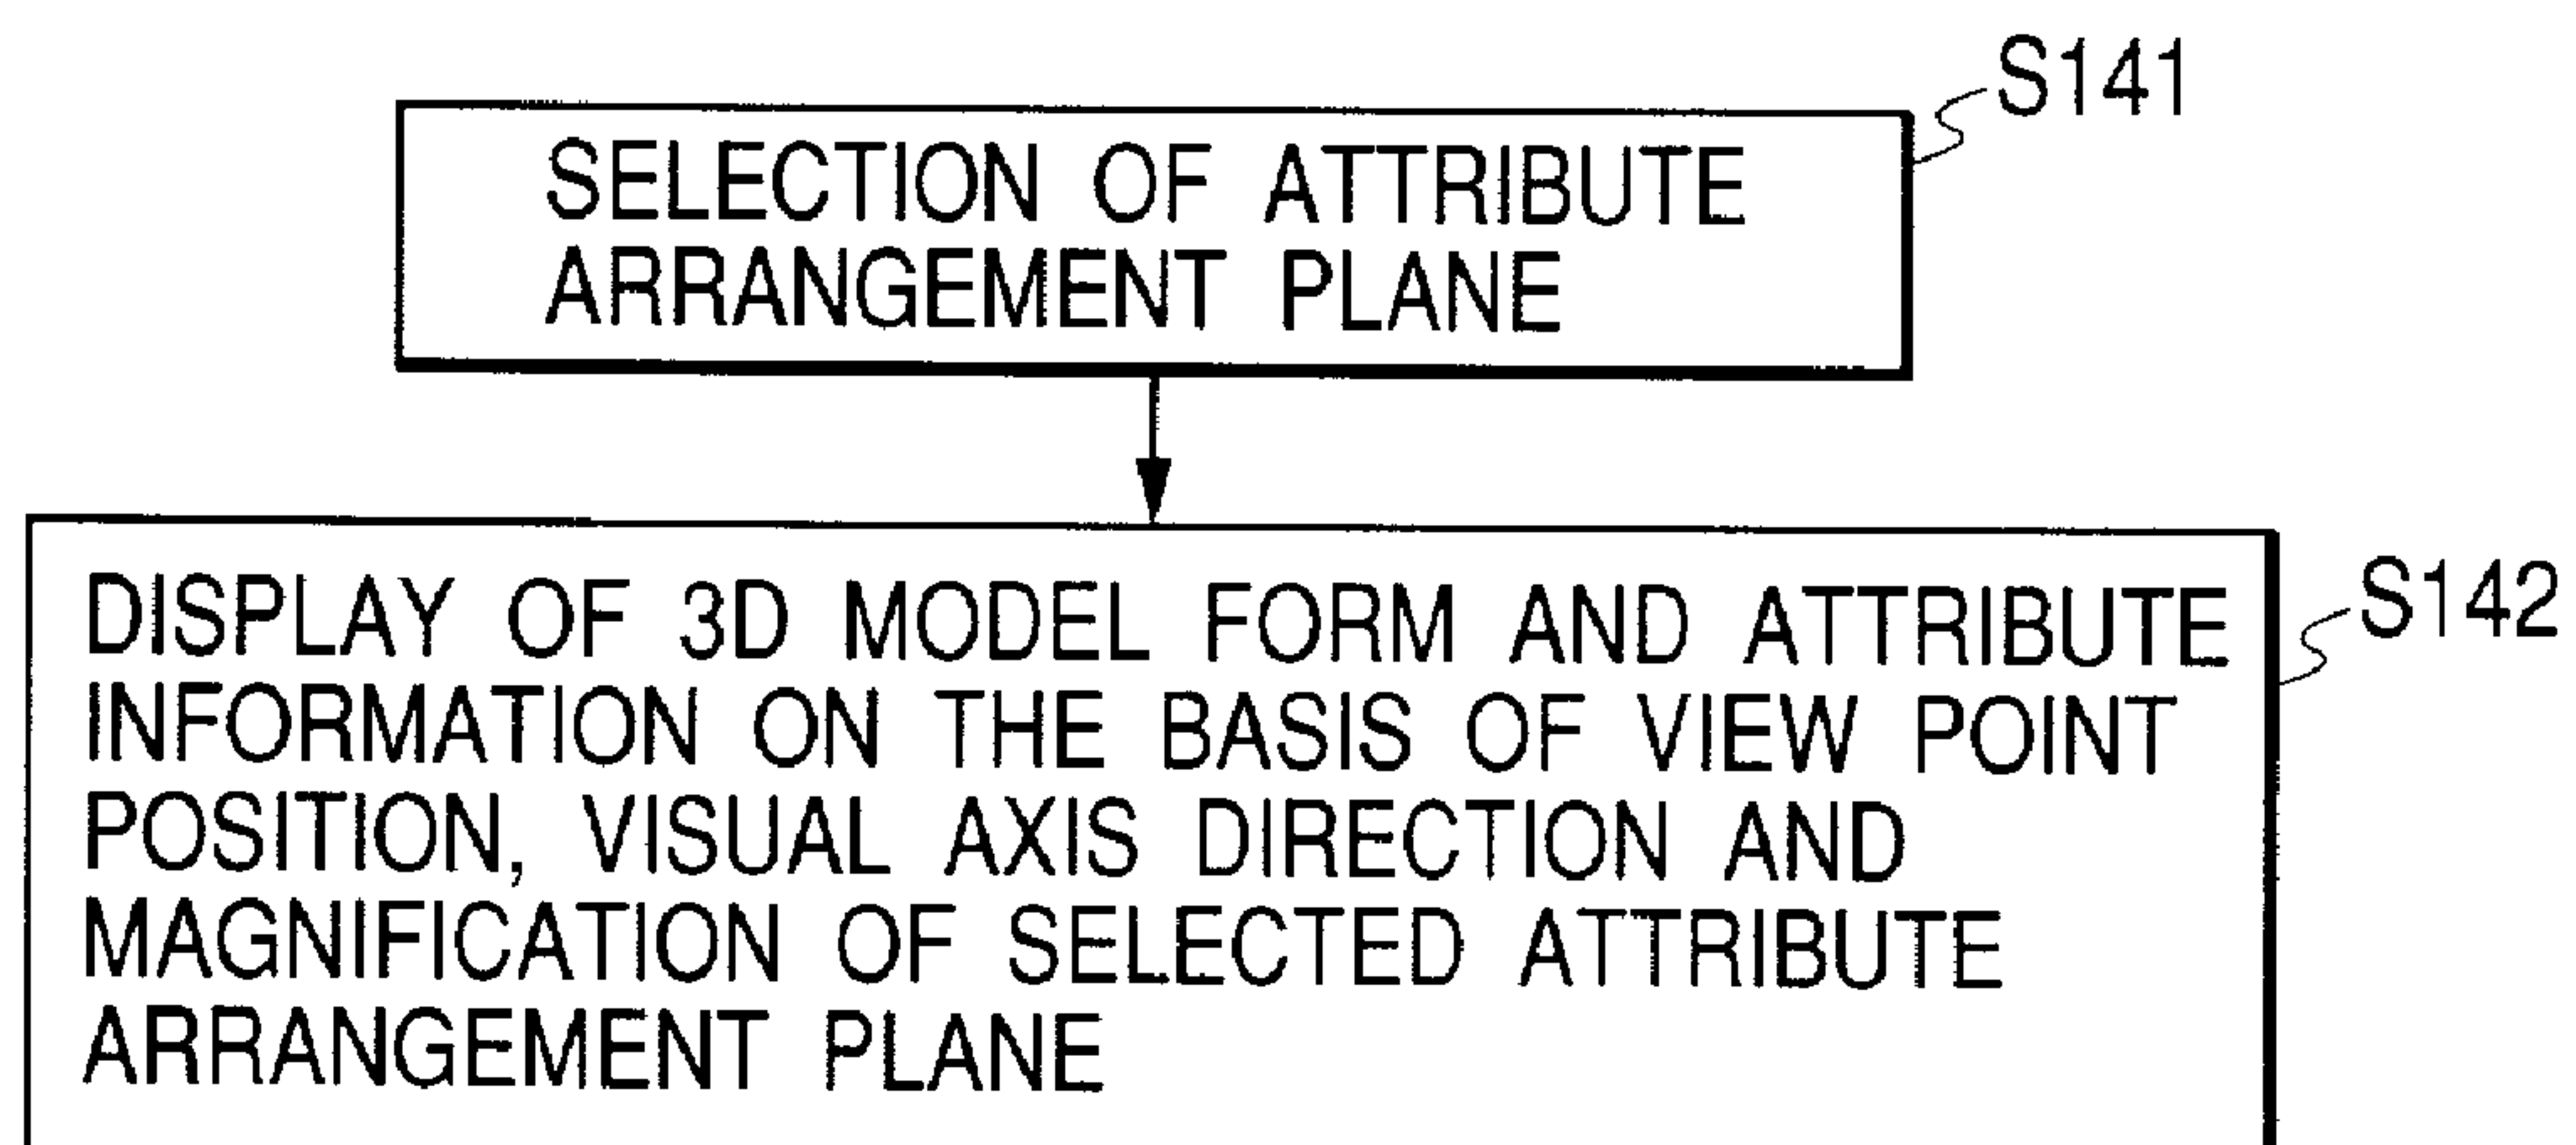 S141
SELECTION OF ATTRIBUTE
ARRANGEMENT PLANE
S142
DISPLAY OF 3D MODEL FORM AND ATTRIBUTE
INFORMATION ON THE BASIS OF VIEW POINT
POSITION, VISUAL AXIS DIRECTION AND
MAGNIFICATION OF SELECTED ATTRIBUTE
ARRANGEMENT PLANE